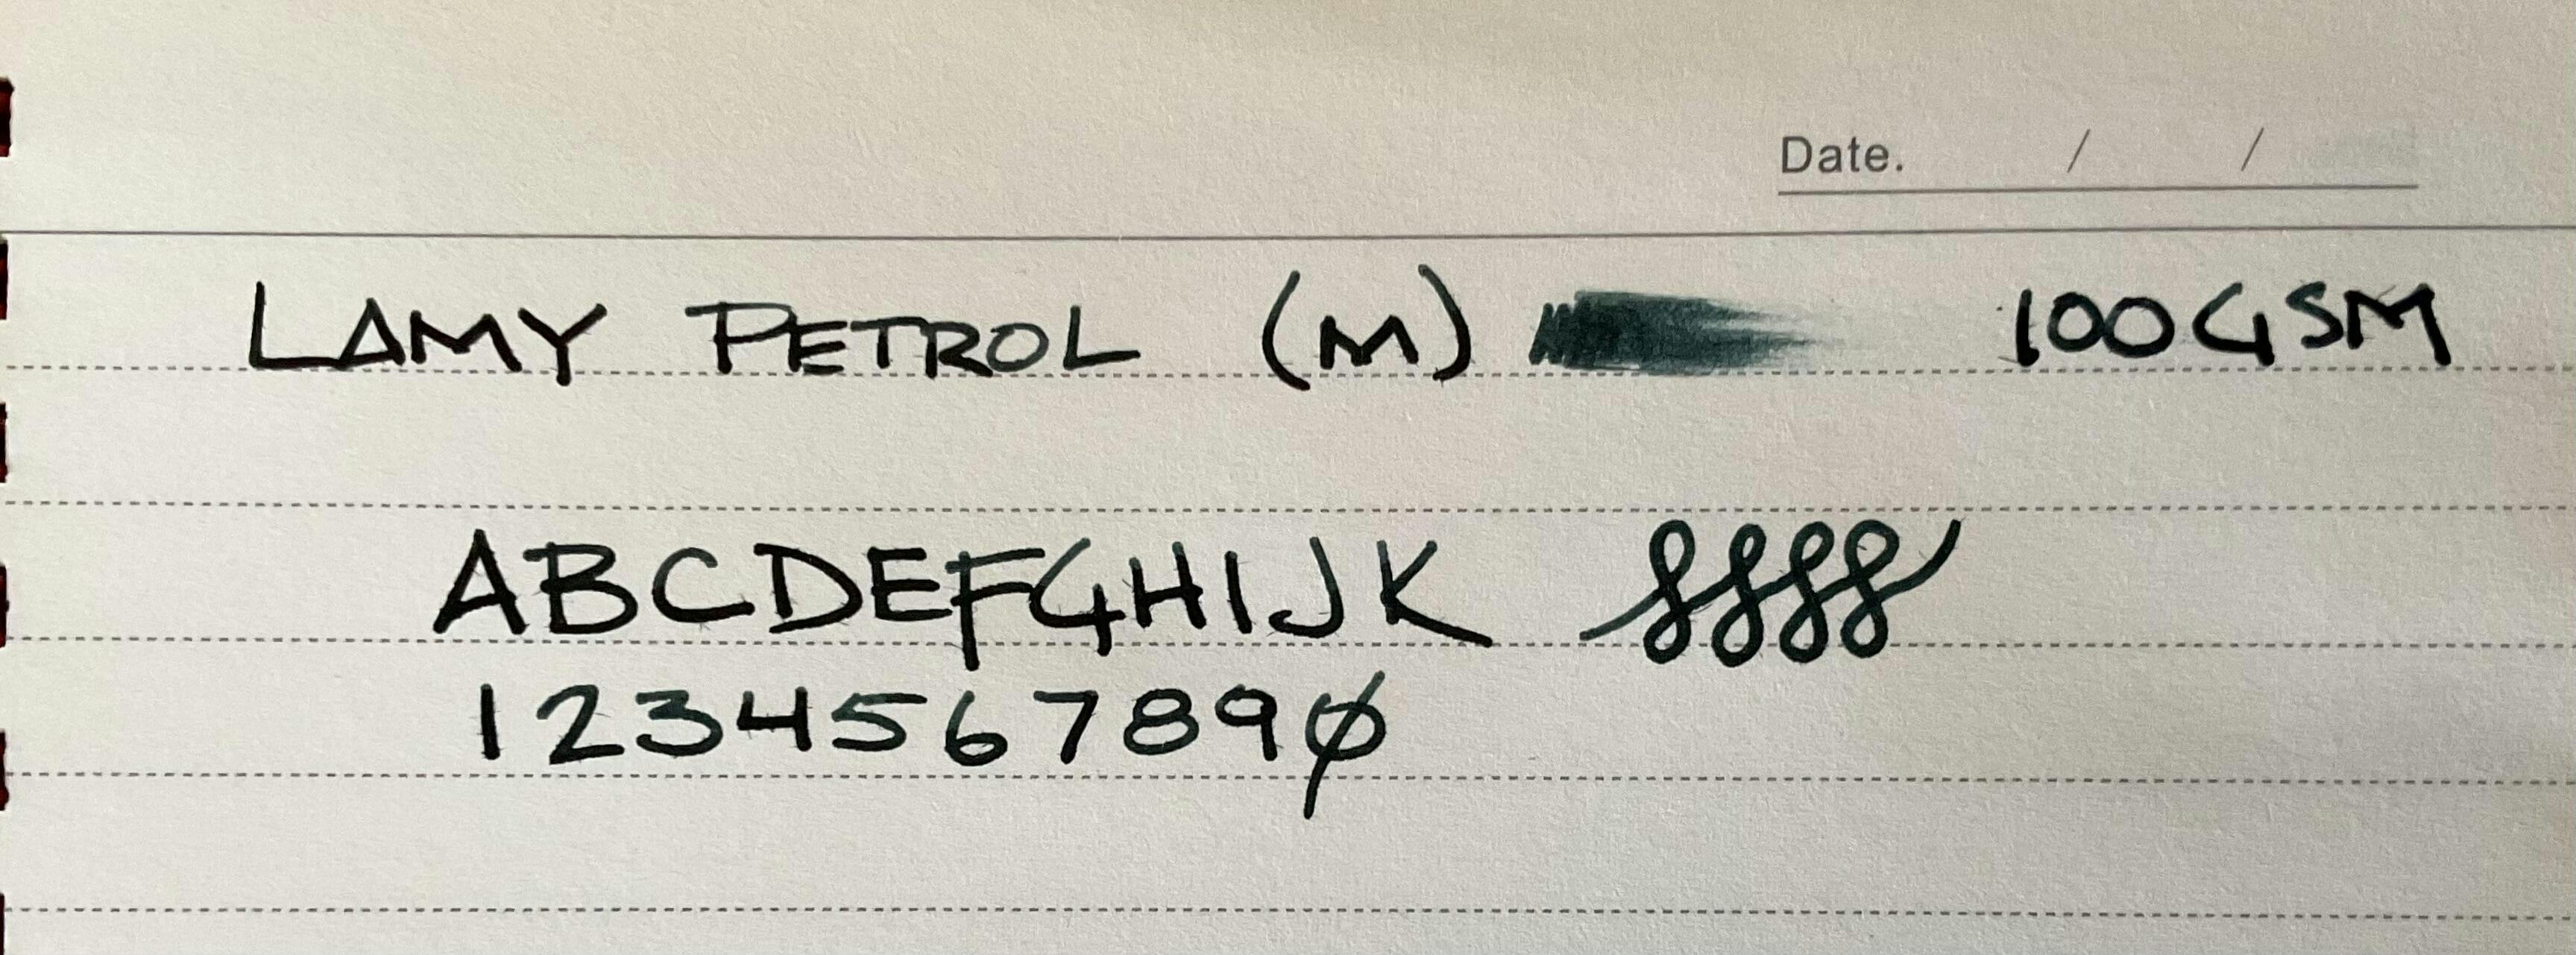 Date. / /
LAMY PETROL (M) 100GSM
ABCDEFGHIJK
1234567890